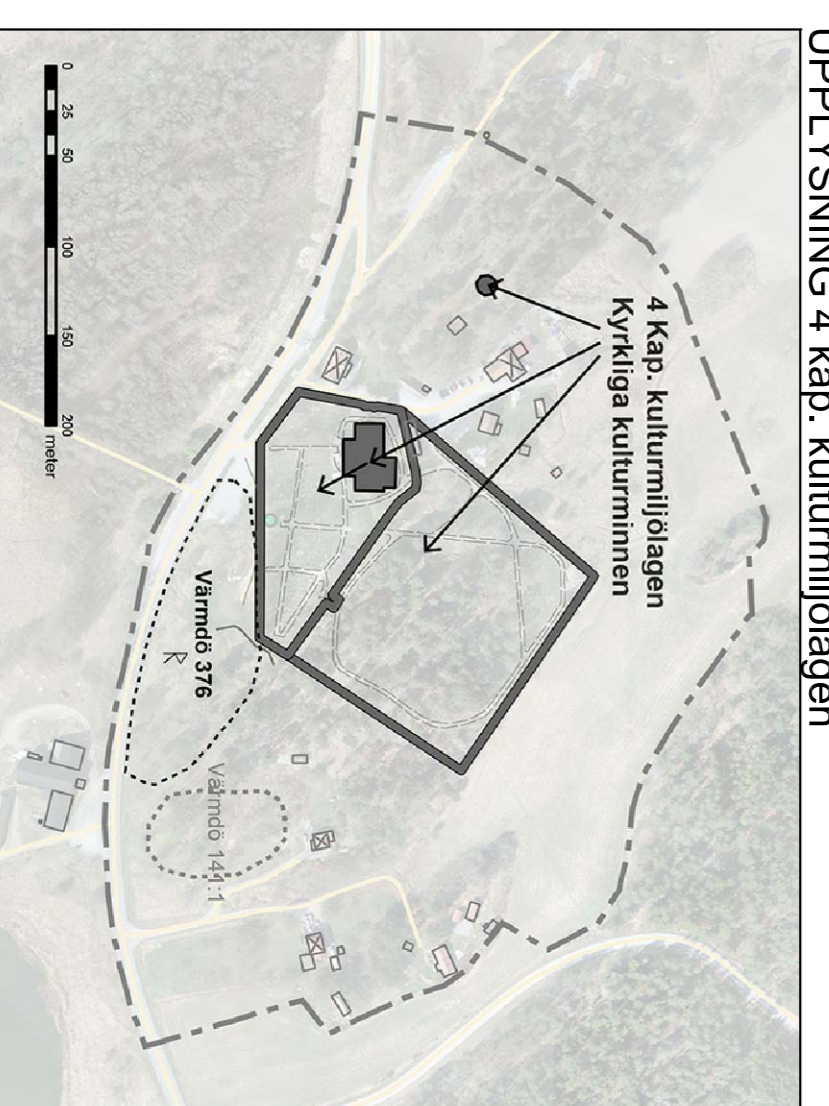 UPPLYSNING 4 kap. kulturmiljölagen
4 Kap. kulturmiljölagen
Kyrkliga kulturminnen
Värmdö 376
R
Värmdö 141:1
0 25 50 100 150 200
meter